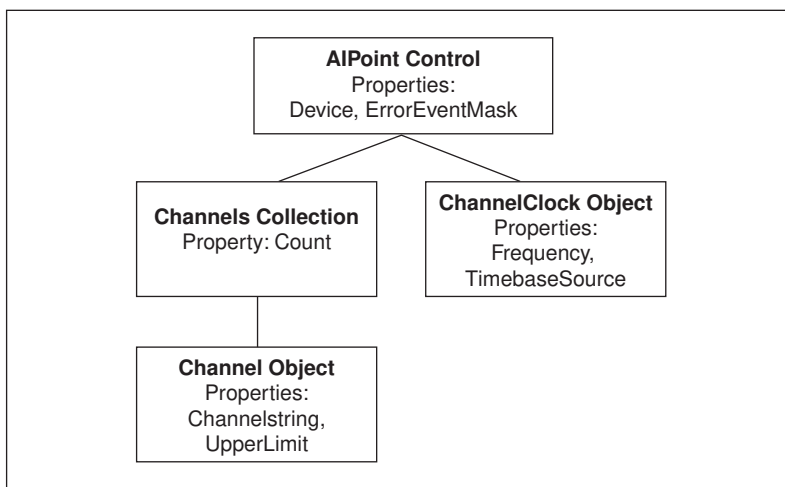 AIPoint Control
Properties:
Device, ErrorEventMask
Channels Collection
Property: Count
ChannelClock Object
Properties:
Frequency,
TimebaseSource
Channel Object
Properties:
Channelstring,
UpperLimit